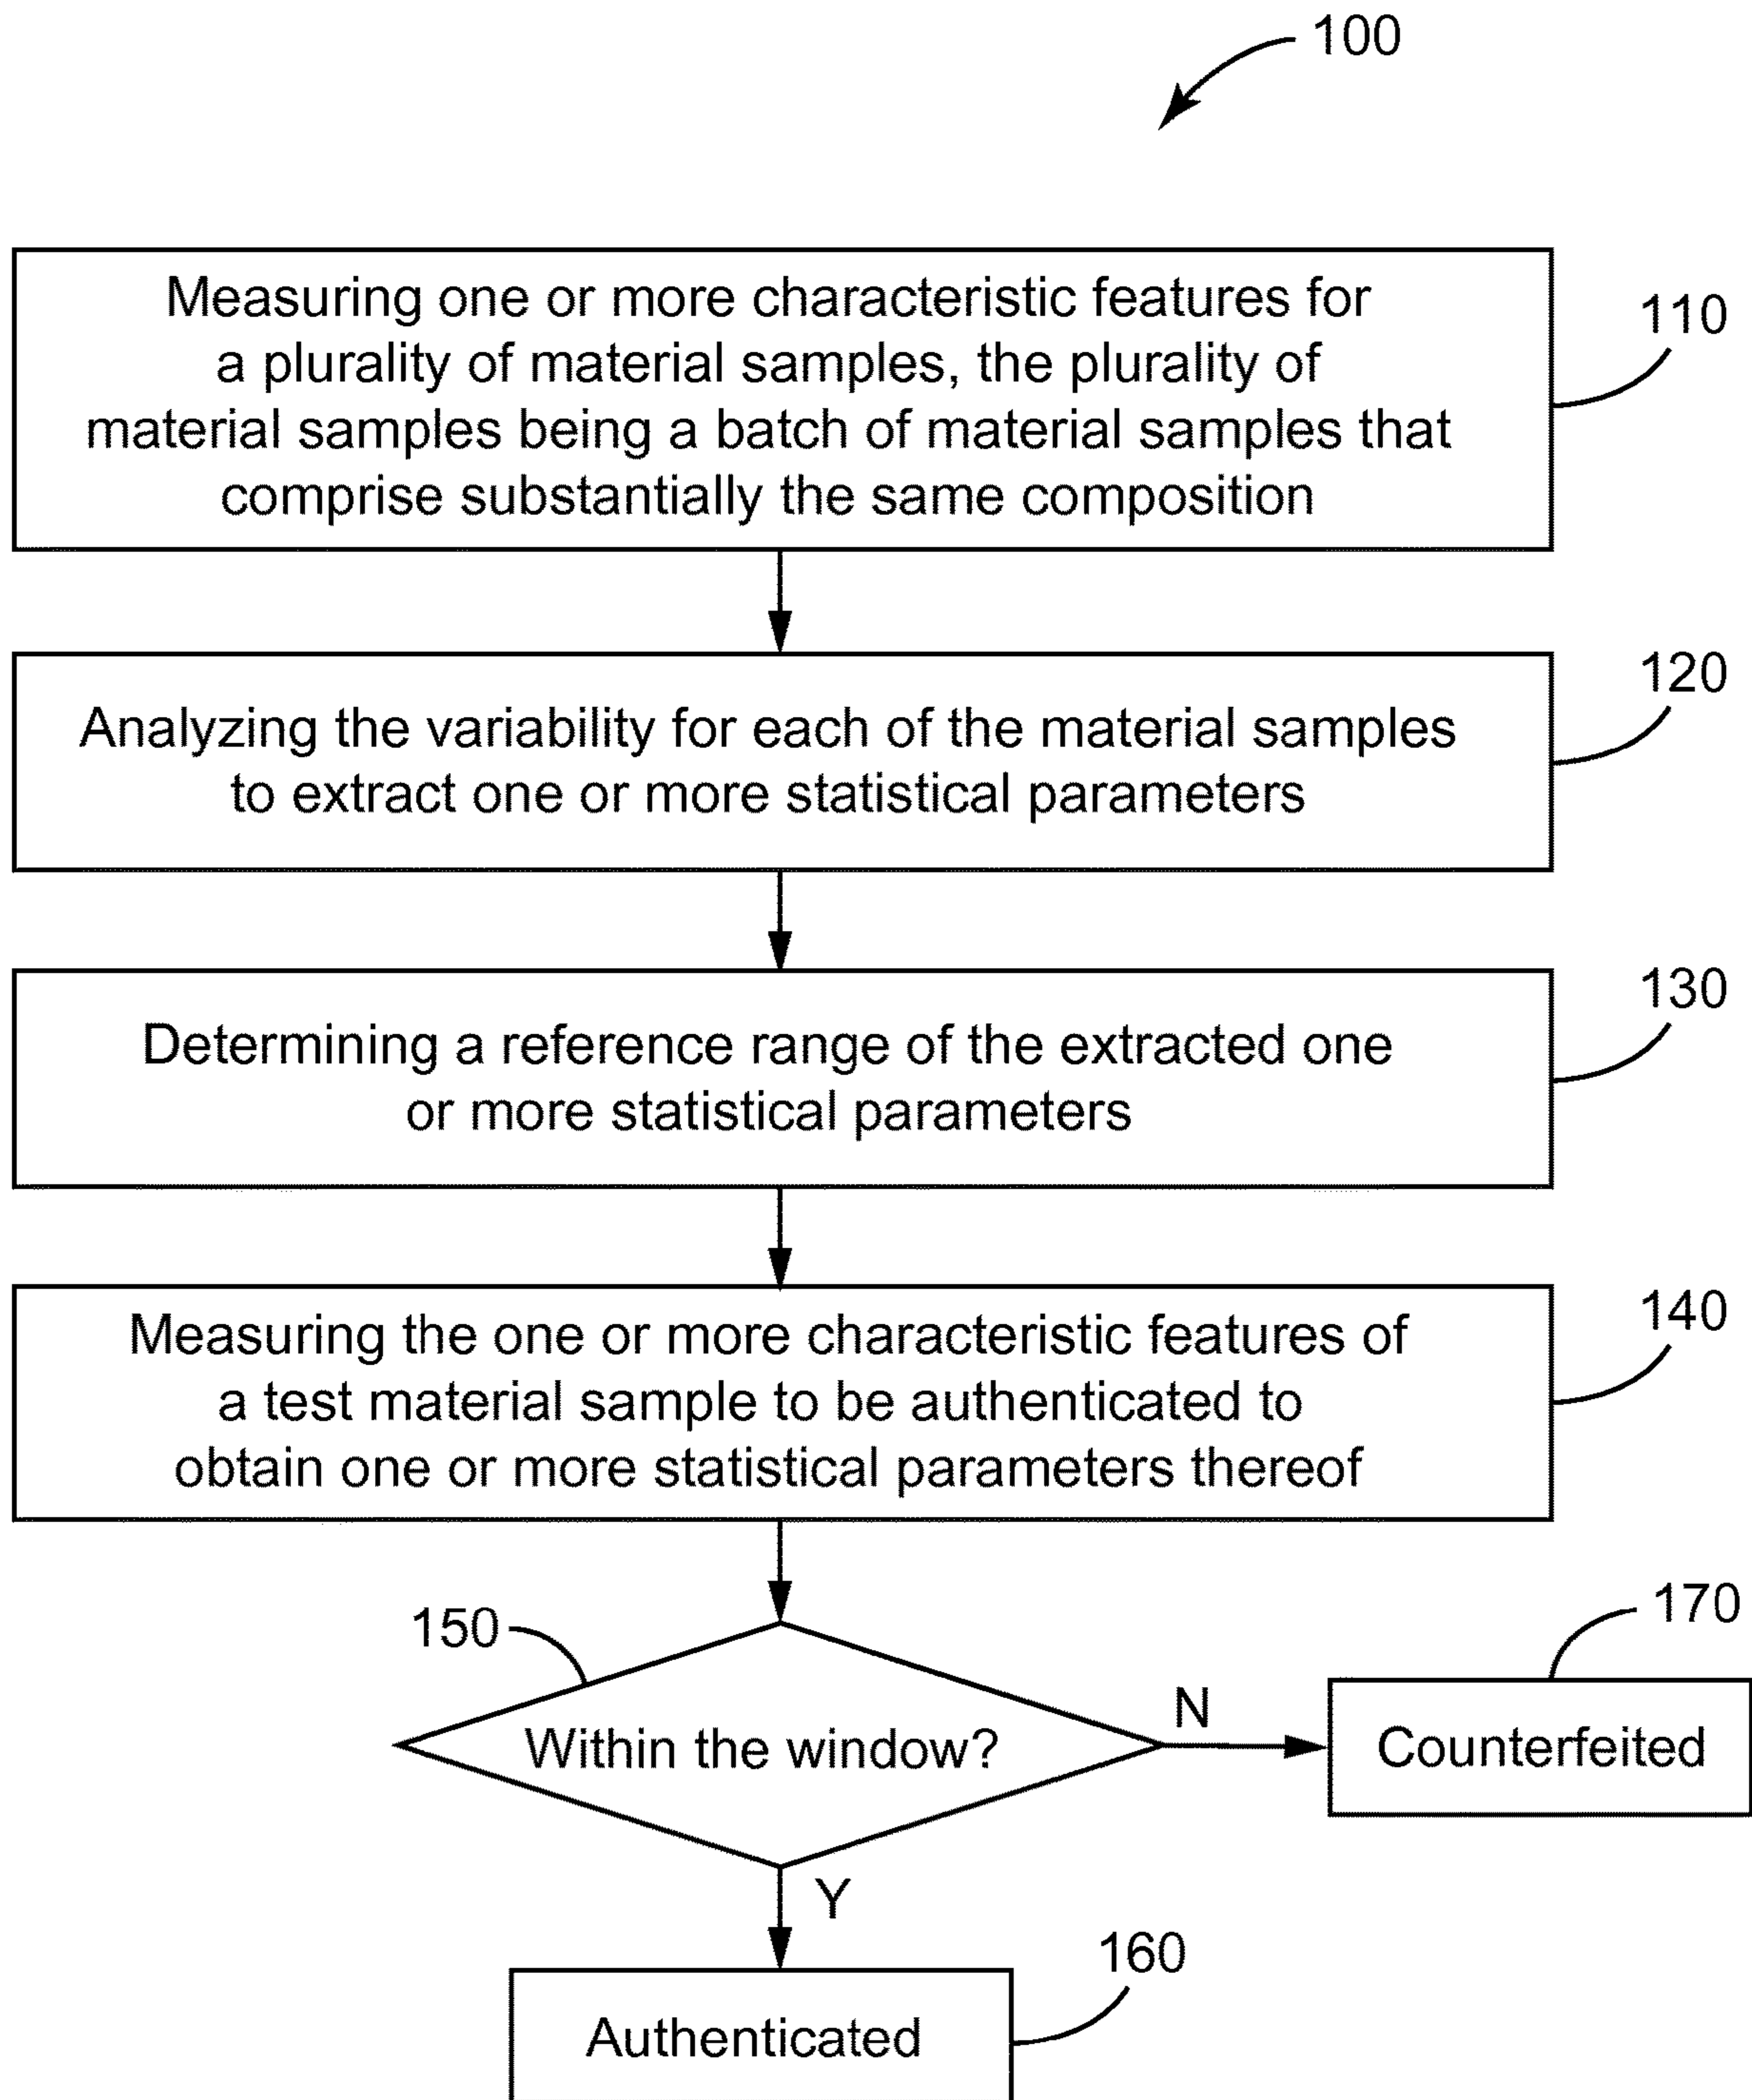 100
Measuring one or more characteristic features for
a plurality of material samples, the plurality of
material samples being a batch of material samples that
comprise substantially the same composition
110
Analyzing the variability for each of the material samples
to extract one or more statistical parameters
120
Determining a reference range of the extracted one
or more statistical parameters
130
Measuring the one or more characteristic features of
a test material sample to be authenticated to
obtain one or more statistical parameters thereof
140
150
Within the window?
N
170
Counterfeited
Y
160
Authenticated